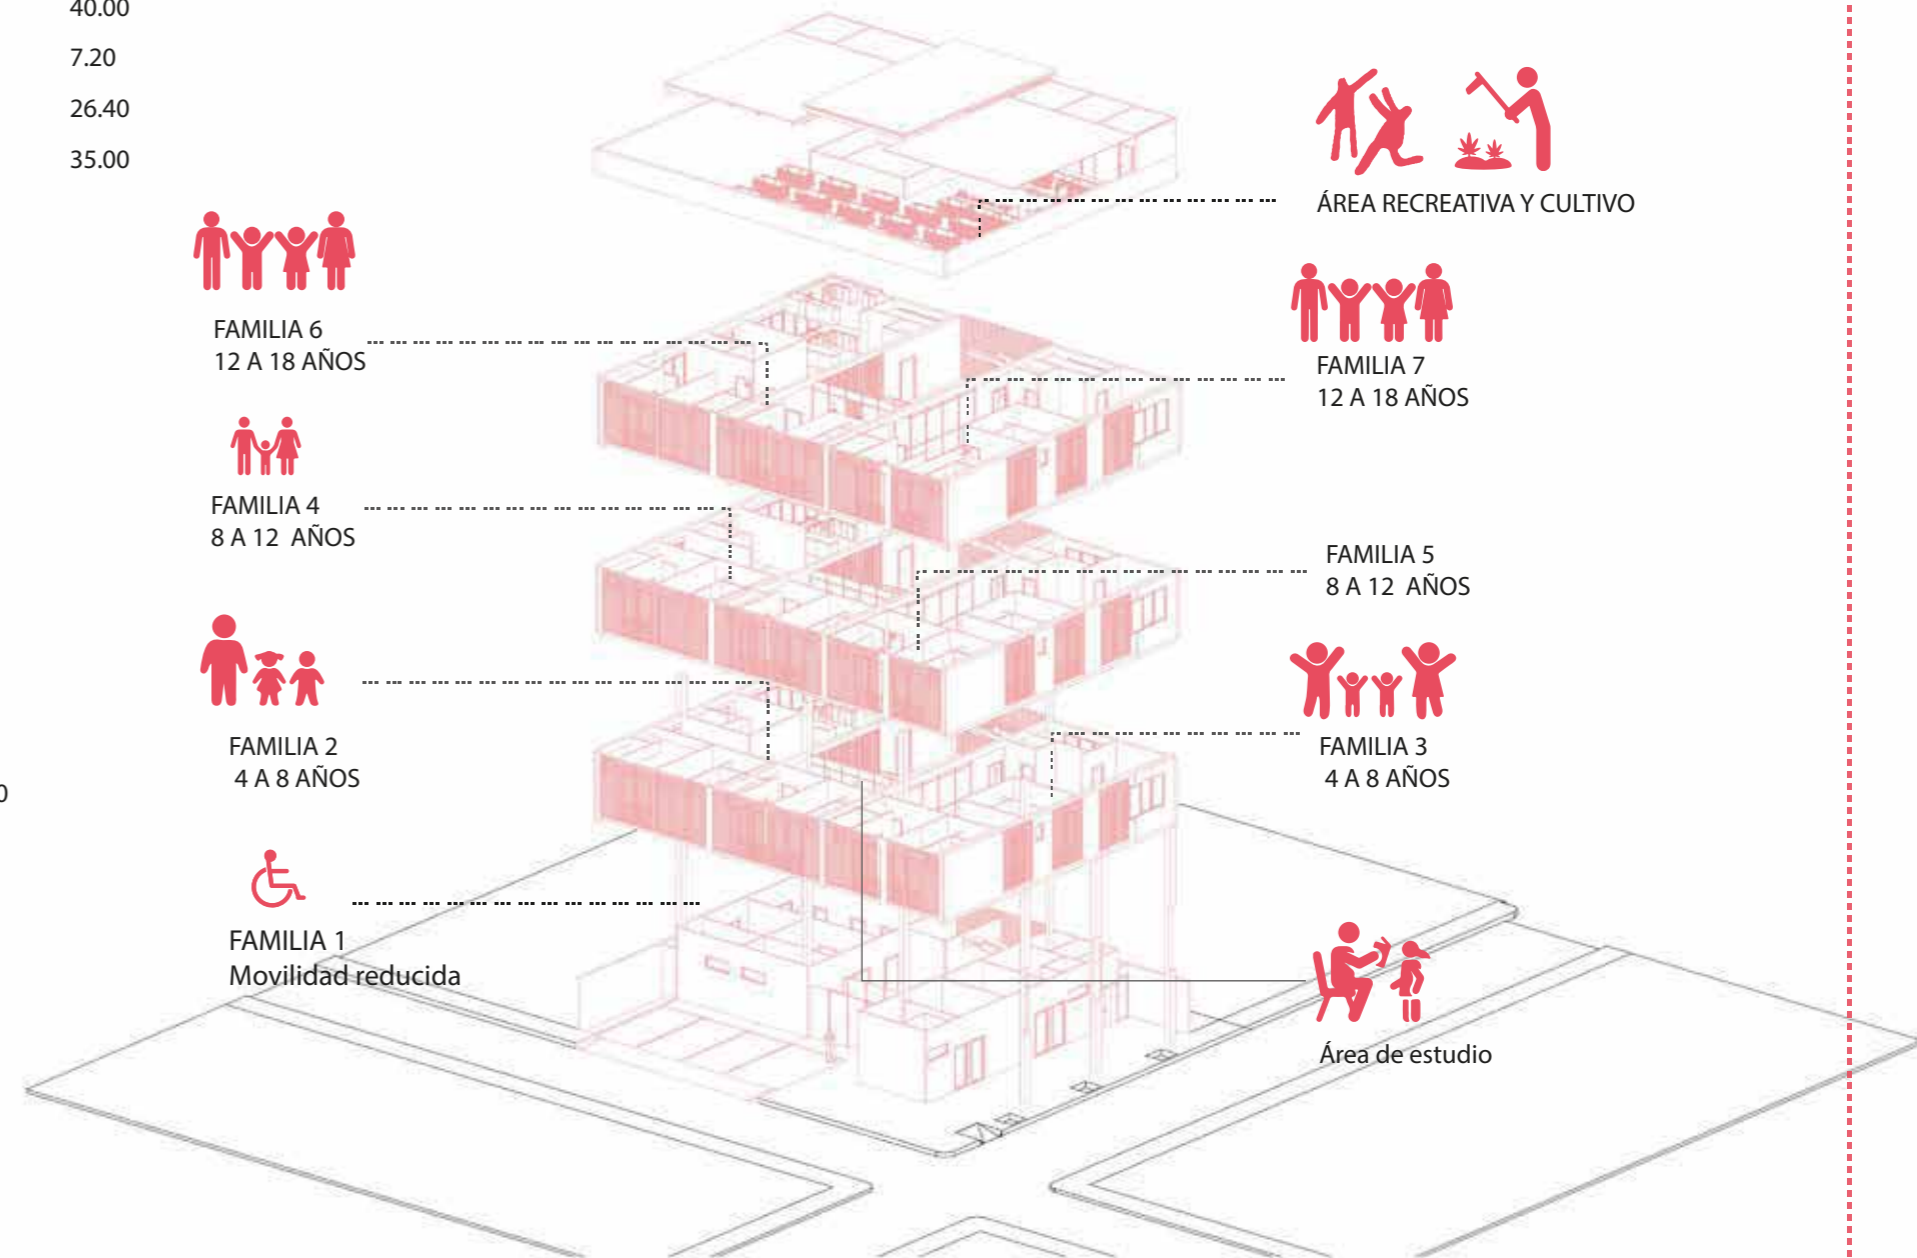 40.00
7.20
26.40
35.00
ÁREA RECREATIVA Y CULTIVO
FAMILIA 6
12 A 18 AÑOS
FAMILIA 7
12 A 18 AÑOS
FAMILIA 4
8 A 12 AÑOS
FAMILIA 5
8 A 12 AÑOS
FAMILIA 2
4 A 8 AÑOS
FAMILIA 3
4 A 8 AÑOS
0
FAMILIA 1
Movilidad reducida
Área de estudio